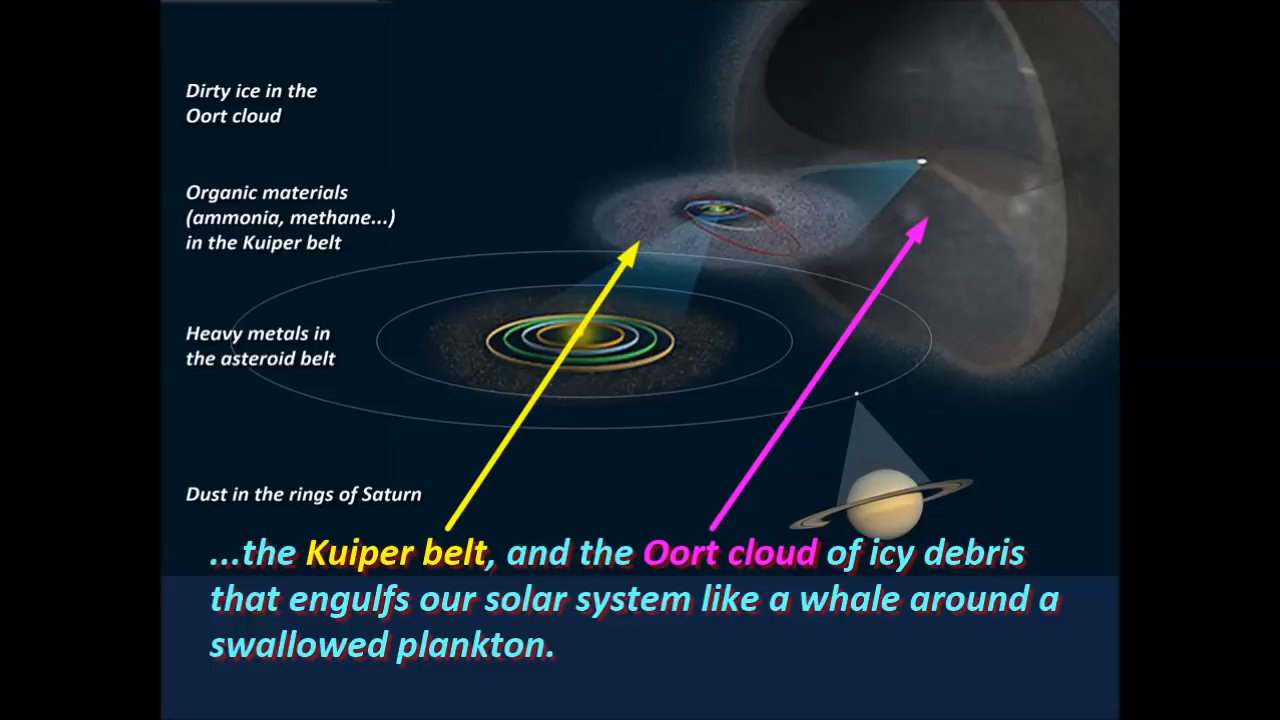 Dirty ice in the
Oort cloud
Organic materials
(ammonia, methane...)
in the Kuiper belt
Heavy metals in
the asteroid belt
Dust in the rings of Saturn
...the Kuiper belt, and the Oort cloud of icy debris
that engulfs our solar system like a whale around a
swallowed plankton.